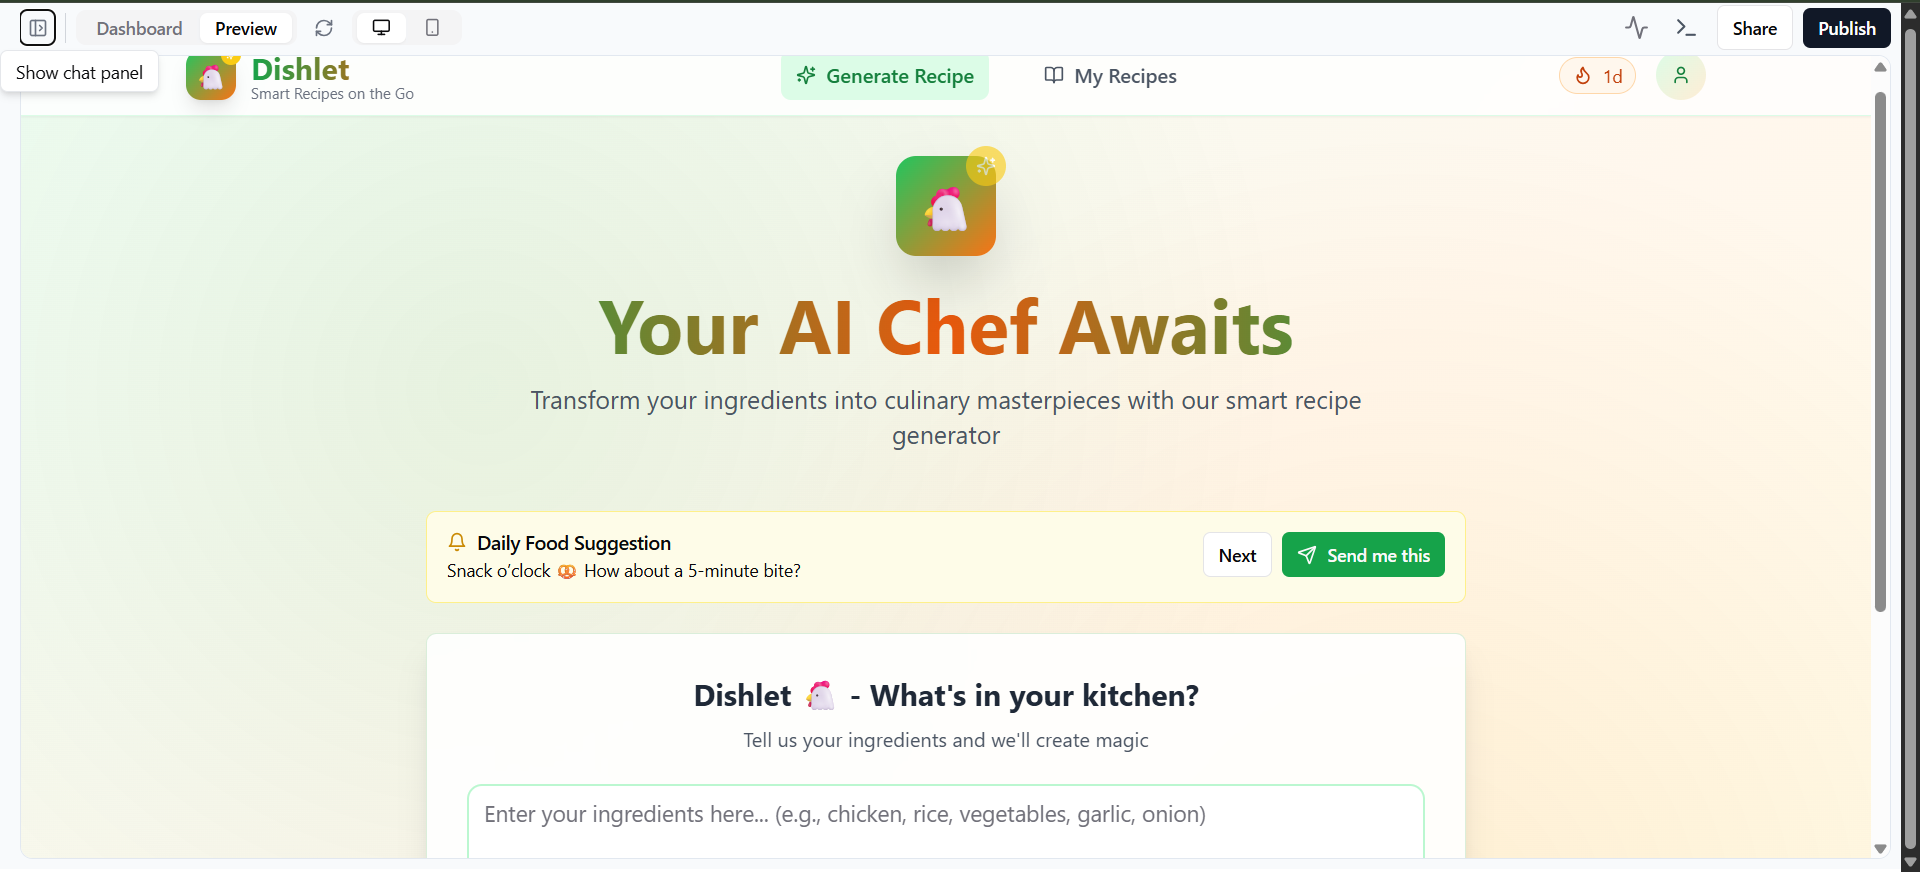 Dashboard Preview Share Publish
Show chat panel
Dishlet
Smart Recipes on the Go
Generate Recipe My Recipes 1d
Your AI Chef Awaits
Transform your ingredients into culinary masterpieces with our smart recipe
generator
Daily Food Suggestion
Snack o’clock 🥨 How about a 5-minute bite?
Next Send me this
Dishlet 🐔 - What's in your kitchen?
Tell us your ingredients and we'll create magic
Enter your ingredients here... (e.g., chicken, rice, vegetables, garlic, onion)